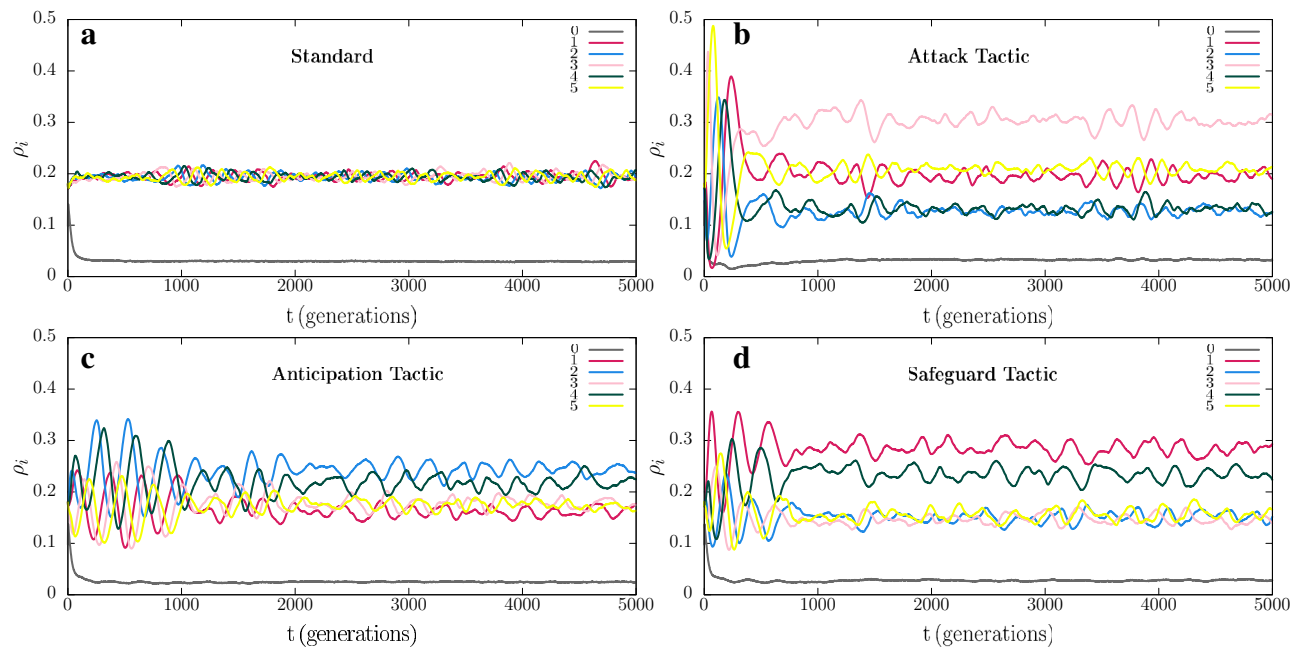 a
Standard
0
1
2
3
4
5
0.5
0.4
0.3
0.2
0.1
0
ρi
0 1000 2000 3000 4000 5000
t (generations)
b
Attack Tactic
0
1
2
3
4
5
0.5
0.4
0.3
0.2
0.1
0
ρi
0 1000 2000 3000 4000 5000
t (generations)
c
Anticipation Tactic
0
1
2
3
4
5
0.5
0.4
0.3
0.2
0.1
0
ρi
0 1000 2000 3000 4000 5000
t (generations)
d
Safeguard Tactic
0
1
2
3
4
5
0.5
0.4
0.3
0.2
0.1
0
ρi
0 1000 2000 3000 4000 5000
t (generations)